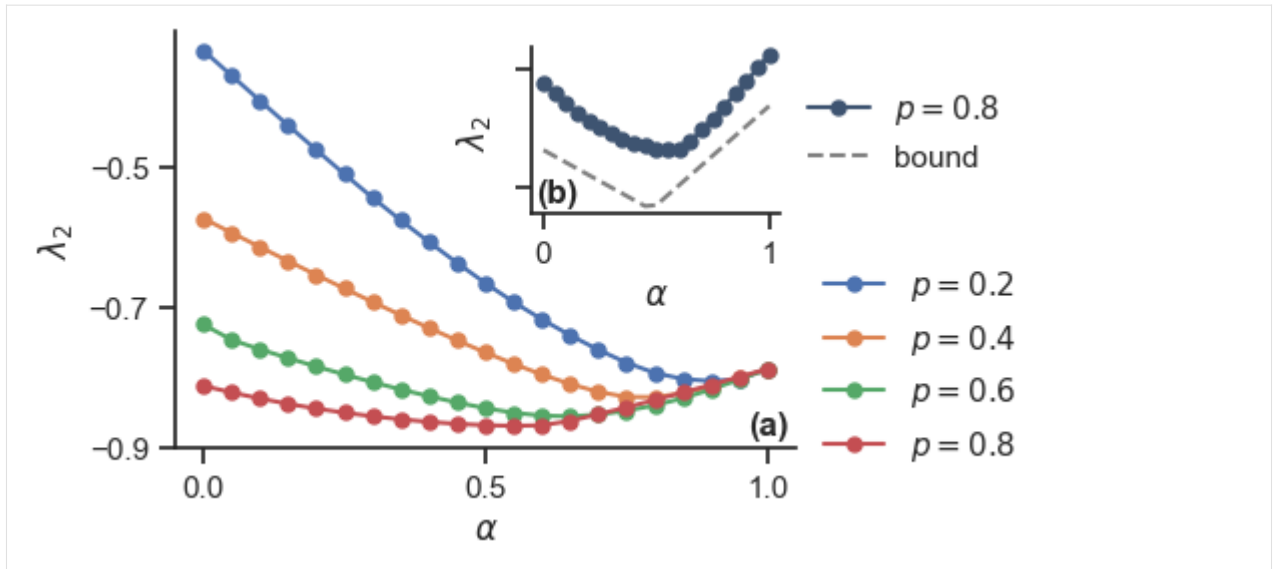 λ₂
−0.5
−0.7
−0.9
0.0
0.5
1.0
α
(a)
λ₂
(b)
0
1
α
p = 0.8
bound
p = 0.2
p = 0.4
p = 0.6
p = 0.8